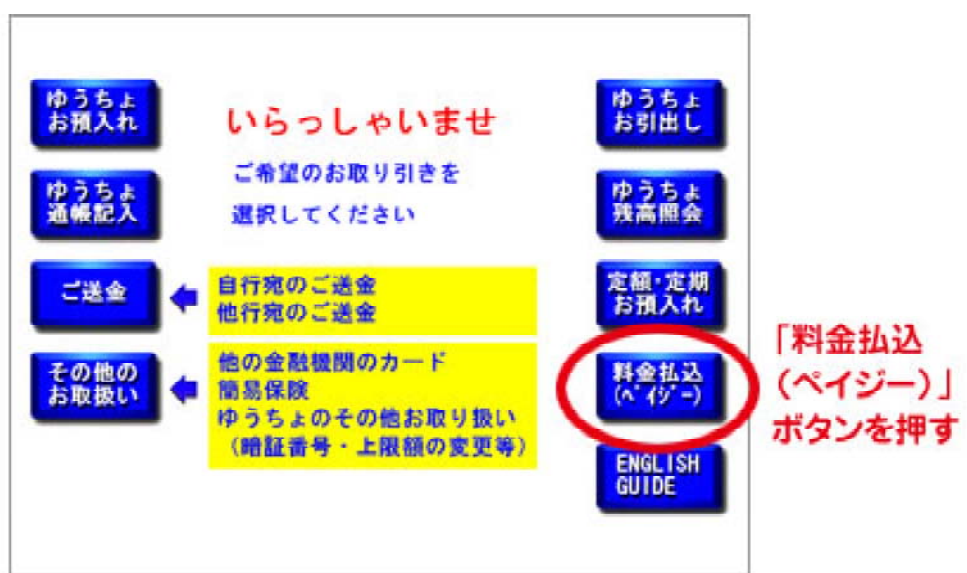 ゆうちょ
お預入れ
いらっしゃいませ
ゆうちょ
お引出し
ご希望のお取り引きを
選択してください
ゆうちょ
通帳記入
ゆうちょ
残高照会
ご送金
自行宛のご送金
他行宛のご送金
定額・定期
お預入れ
その他の
お取扱い
他の金融機関のカード
簡易保険
ゆうちょのその他お取り扱い
(暗証番号・上限額の変更等)
料金払込
(ペイジー)
ENGLISH
GUIDE
「料金払込
(ペイジー)」
ボタンを押す